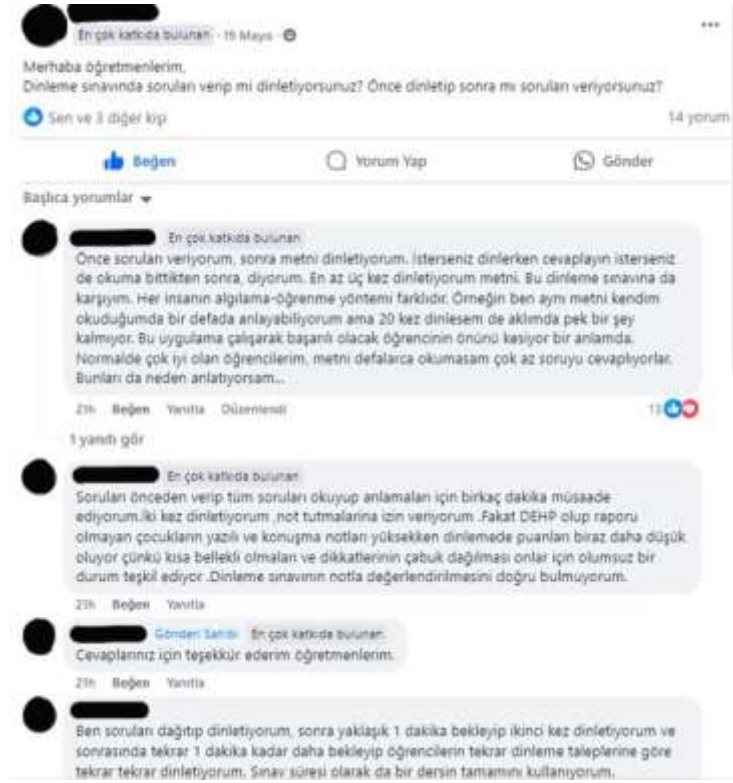 En çok katkıda bulunan · 19 Mayıs ·
Merhaba öğretmenlerim,
Dinleme sınavında soruları verip mi dinletiyorsunuz? Önce dinletip sonra mı soruları veriyorsunuz?
Sen ve 3 diğer kişi 14 yorum
Beğen Yorum Yap Gönder
Başlıca yorumlar
En çok katkıda bulunan
Önce soruları veriyorum, sonra metni dinletiyorum. İsterseniz dinlerken cevaplayın isterseniz
de okuma bittikten sonra, diyorum. En az üç kez dinletiyorum metni. Bu dinleme sınavına da
karşıyım. Her insanın algılama-öğrenme yöntemi farklıdır. Örneğin ben aynı metni kendim
okuduğumda bir defada anlayabiliyorum ama 20 kez dinlesem de aklımda pek bir şey
kalmıyor. Bu uygulama çalışarak başarılı olacak öğrencinin önünü kesiyor bir anlamda.
Normalde çok iyi olan öğrencilerim, metni defalarca okumasam çok az soruyu cevaplıyorlar.
Bunları da neden anlatıyorsam...
21h Beğen Yanıtla Düzenlendi 13
1 yanıtı gör
En çok katkıda bulunan
Soruları önceden verip tüm soruları okuyup anlamaları için birkaç dakika müsaade
ediyorum.İki kez dinletiyorum ,not tutmalarına izin veriyorum .Fakat DEHP olup raporu
olmayan çocukların yazılı ve konuşma notları yüksekken dinlemede puanları biraz daha düşük
oluyor çünkü kısa bellekli olmaları ve dikkatlerinin çabuk dağılması onlar için olumsuz bir
durum teşkil ediyor .Dinleme sınavının notla değerlendirilmesini doğru bulmuyorum.
21h Beğen Yanıtla
Gönderi Sahibi En çok katkıda bulunan
Cevaplarınız için teşekkür ederim öğretmenlerim.
21h Beğen Yanıtla
Ben soruları dağıtıp dinletiyorum, sonra yaklaşık 1 dakika bekleyip ikinci kez dinletiyorum ve
sonrasında tekrar 1 dakika kadar daha bekleyip öğrencilerin tekrar dinleme taleplerine göre
tekrar tekrar dinletiyorum. Sınav süresi olarak da bir dersin tamamını kullanıyorum.